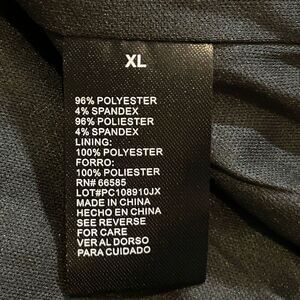 XL
96% POLYESTER
4% SPANDEX
96% POLIESTER
4% SPANDEX
LINING:
100% POLYESTER
FORRO:
100% POLIESTER
RN# 66585
LOT#PC108910JX
MADE IN CHINA
HECHO EN CHINA
SEE REVERSE
FOR CARE
VER AL DORSO
PARA CUIDADO